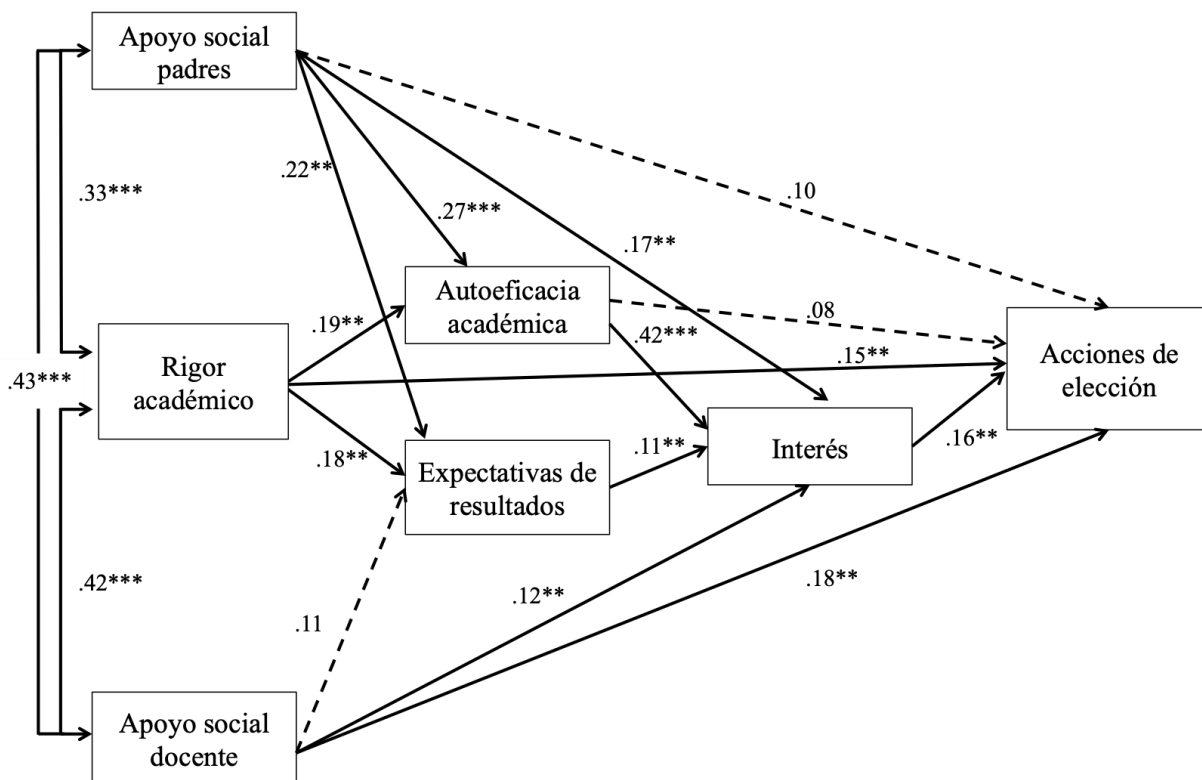 Apoyo social
padres
.33***
.22**
.27***
.17**
.10
Autoeficacia
académica
.08
.19**
.42***
.15**
Rigor
académico
.43***
Acciones de
elección
.18**
Expectativas de
resultados
.11**
Interés
.16**
.42***
.11
.12**
.18**
Apoyo social
docente